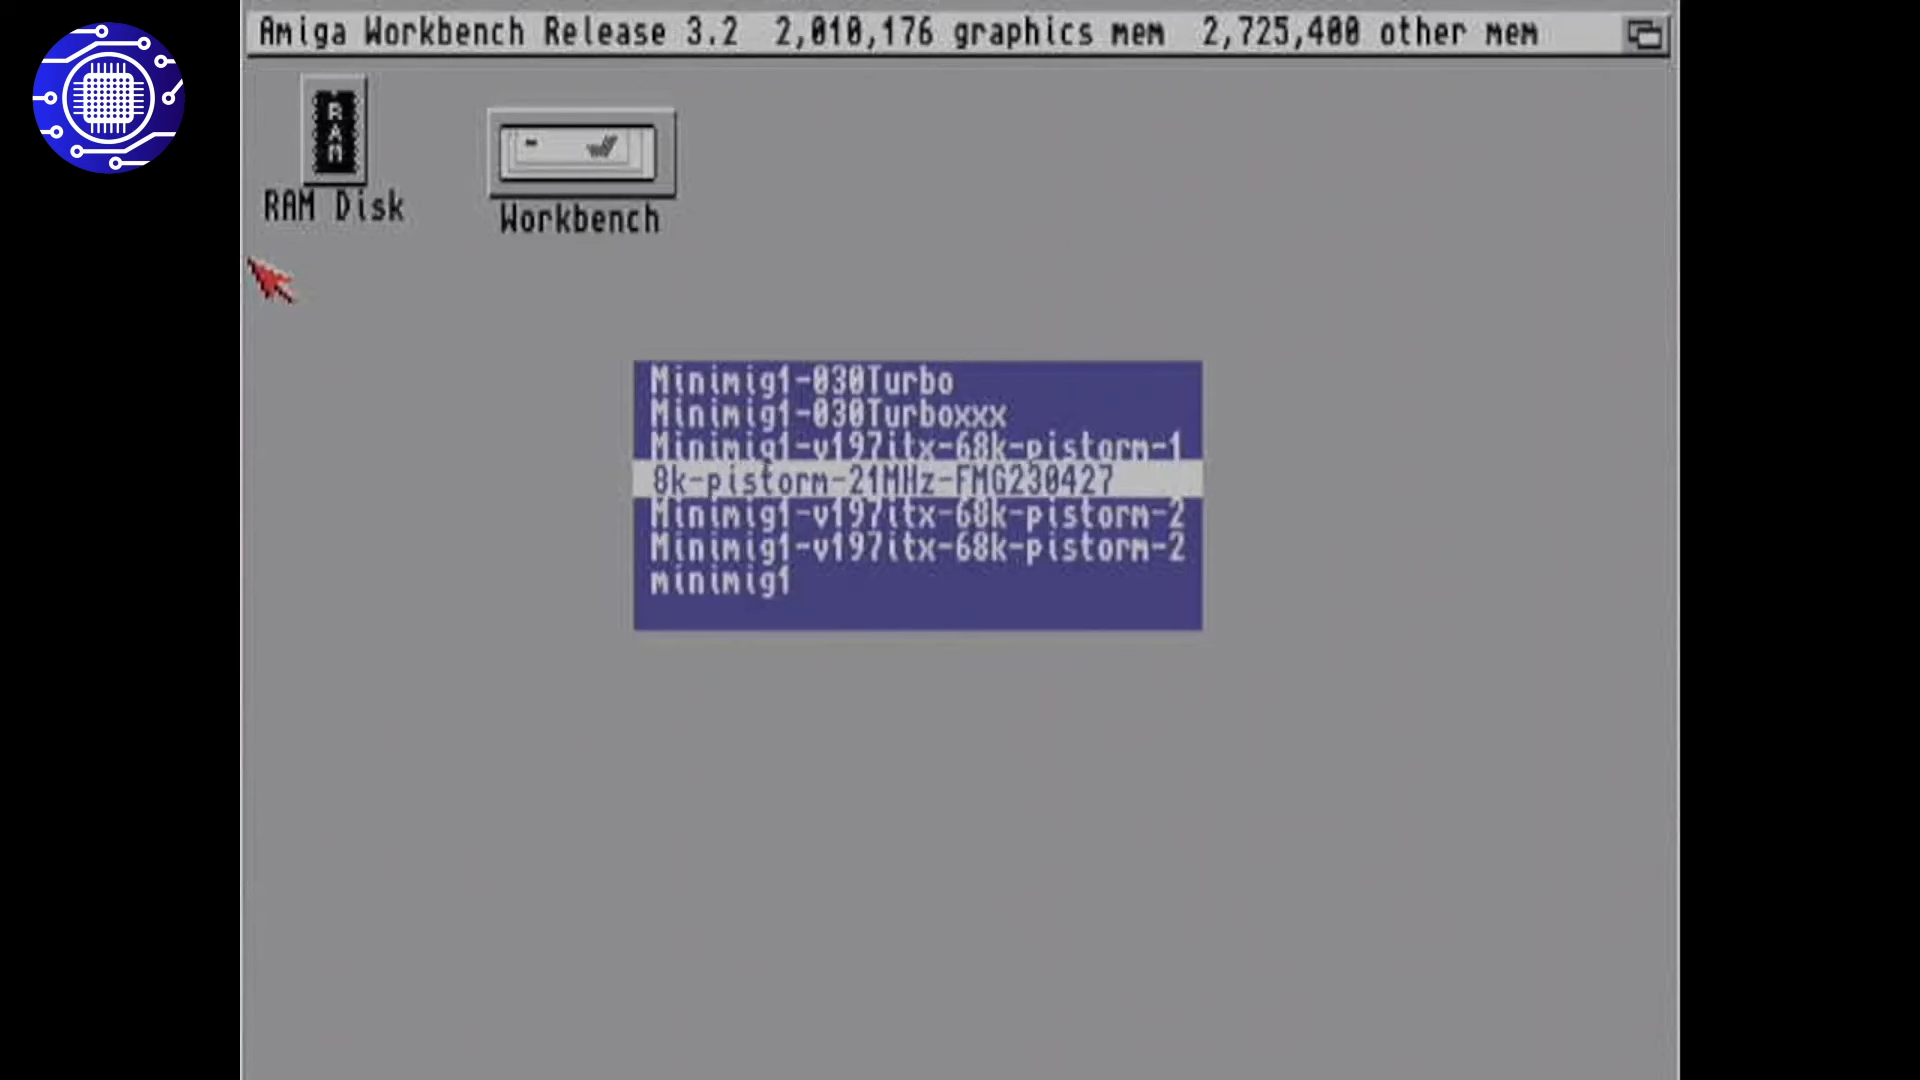 Amiga Workbench Release 3.2 2,010,176 graphics mem 2,725,400 other mem
RAM
RAM Disk
Workbench
Minimig1-030Turbo
Minimig1-030Turboxxx
Minimig1-v197itx-68k-pistorm-1
8k-pistorm-21MHz-FMG230427
Minimig1-v197itx-68k-pistorm-2
Minimig1-v197itx-68k-pistorm-2
minimig1